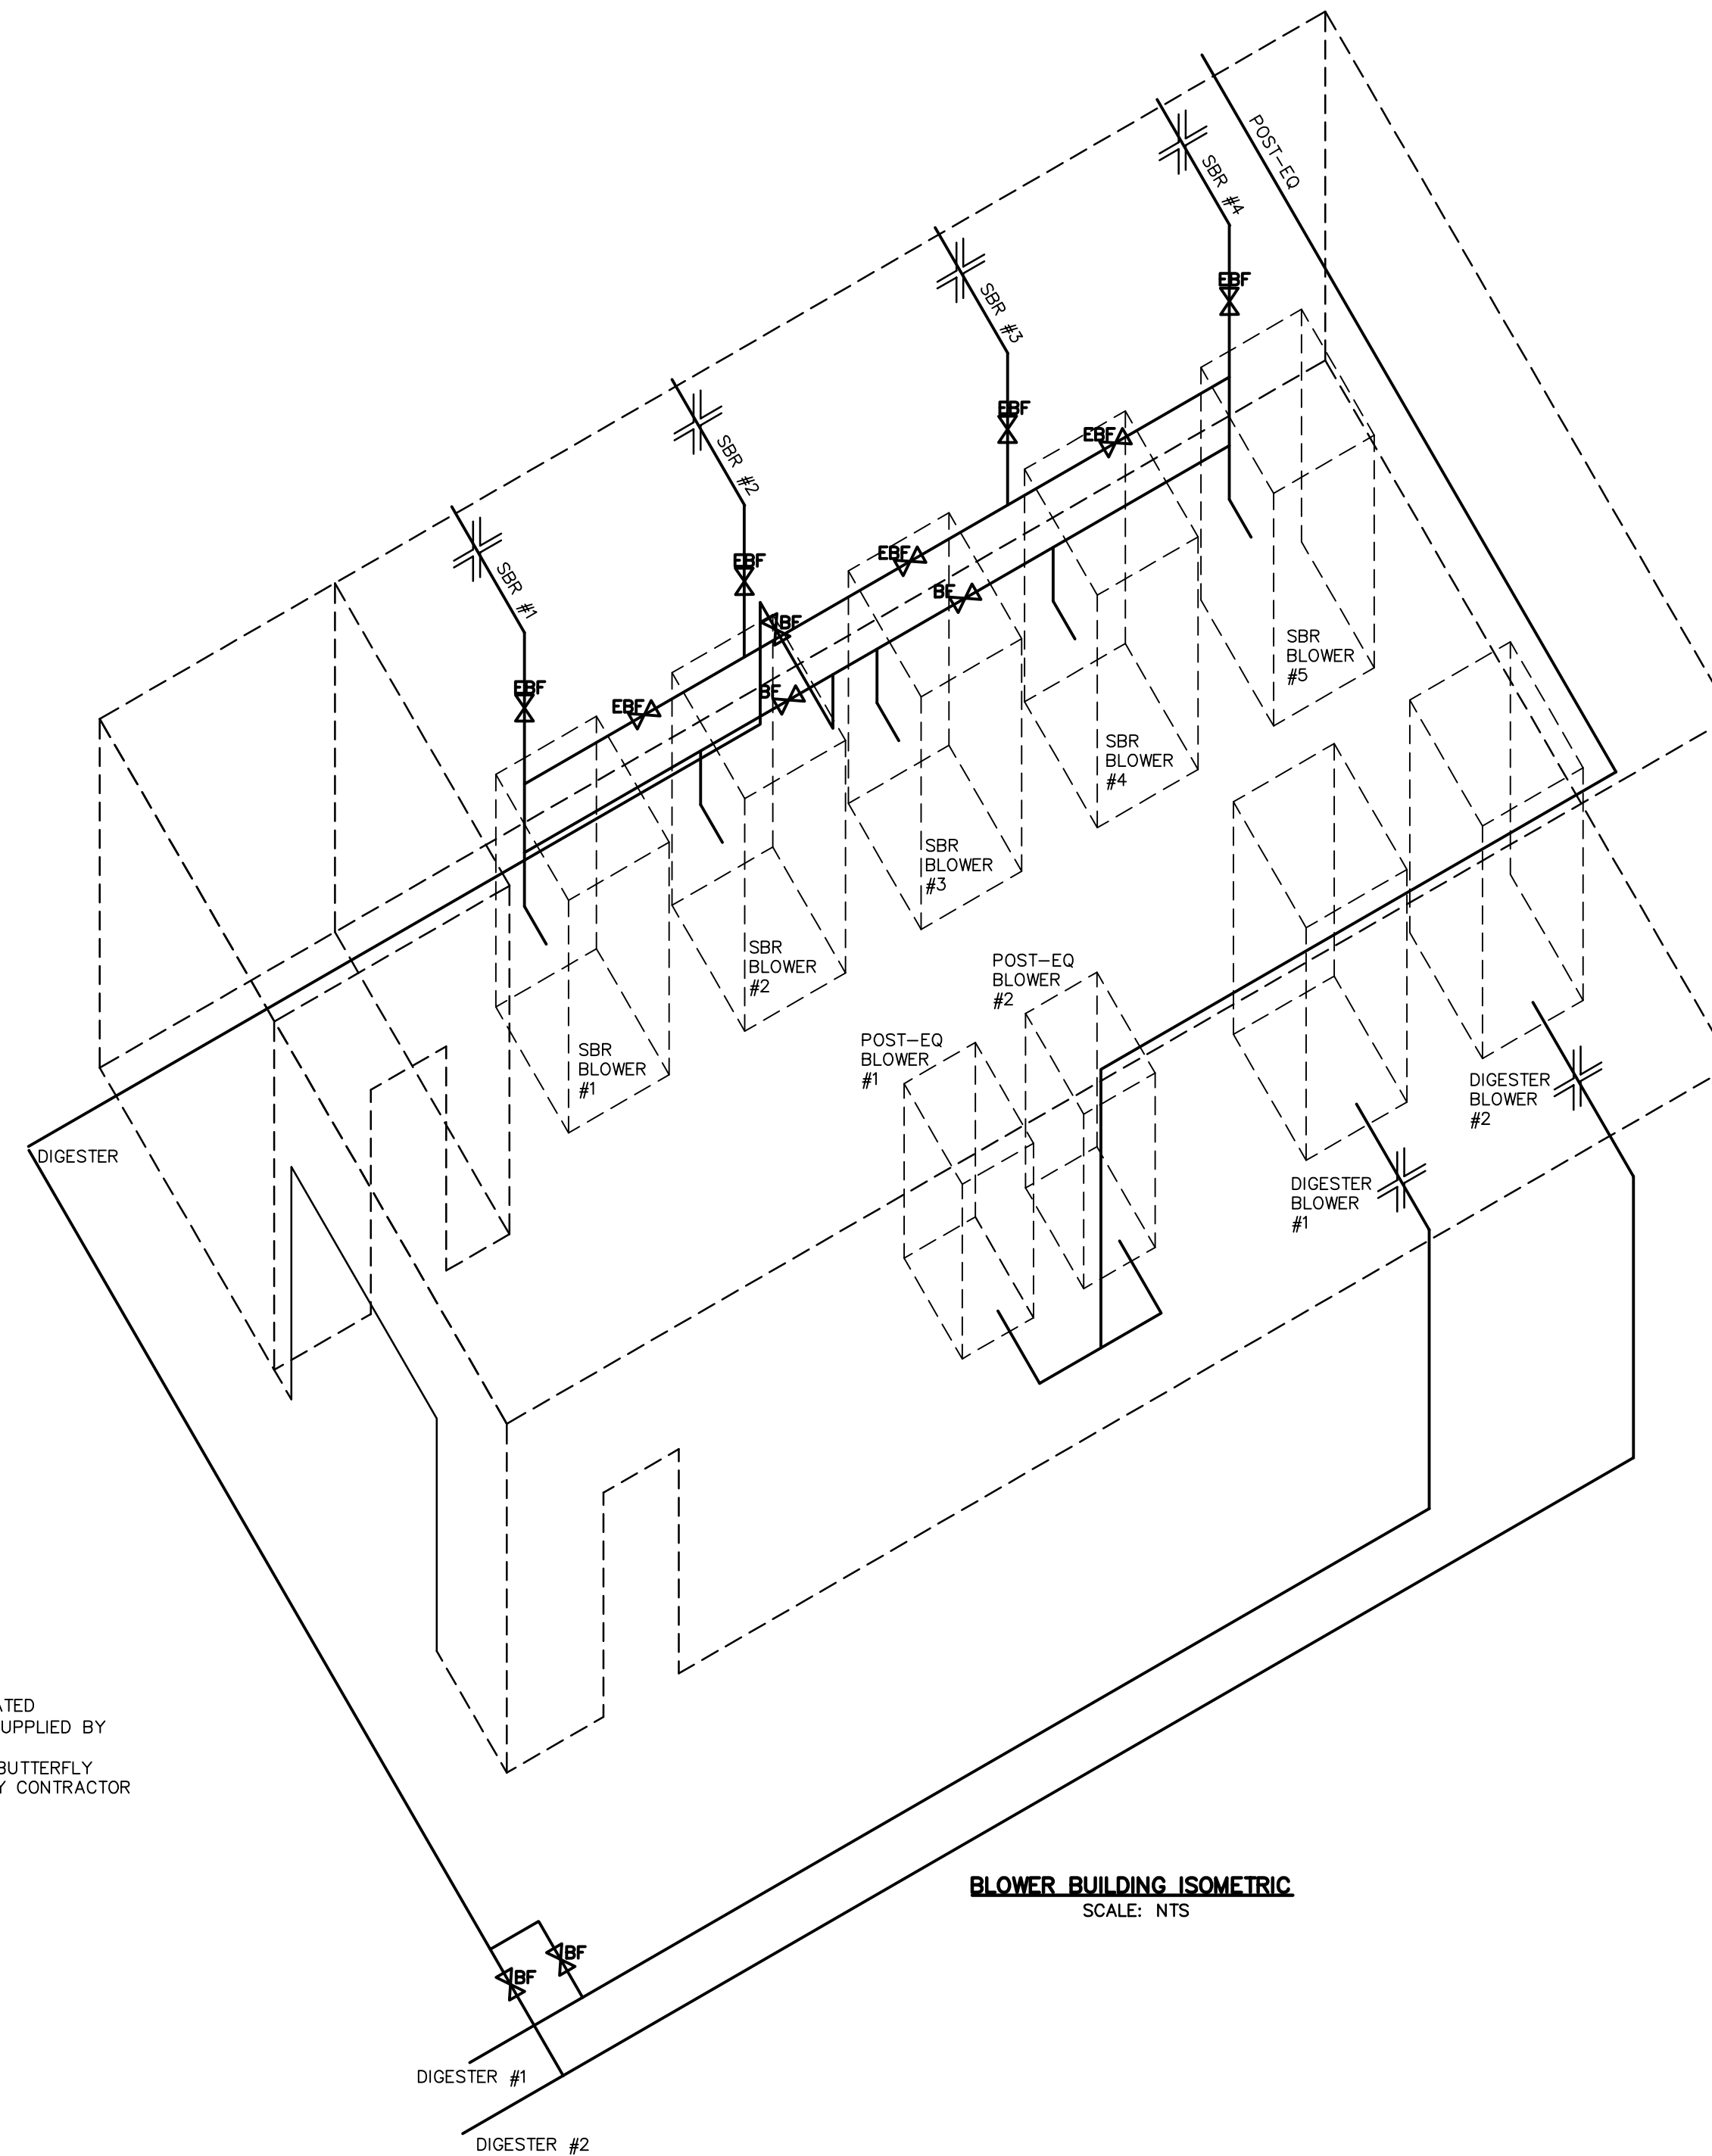 POST-EQ
SBR #4
EBF
SBR #3
EBF
EBF
SBR #2
EBF
EBF
BF
SBR #1
BF
EBF
BF
EBF
SBR
BLOWER
#5
SBR
BLOWER
#4
SBR
BLOWER
#3
SBR
BLOWER
#2
SBR
BLOWER
#1
POST-EQ
BLOWER
#2
POST-EQ
BLOWER
#1
DIGESTER
BLOWER
#2
DIGESTER
BLOWER
#1
DIGESTER
ATED
UPPLIED BY
BUTTERFLY
Y CONTRACTOR
BLOWER BUILDING ISOMETRIC
SCALE: NTS
BF
BF
DIGESTER #1
DIGESTER #2